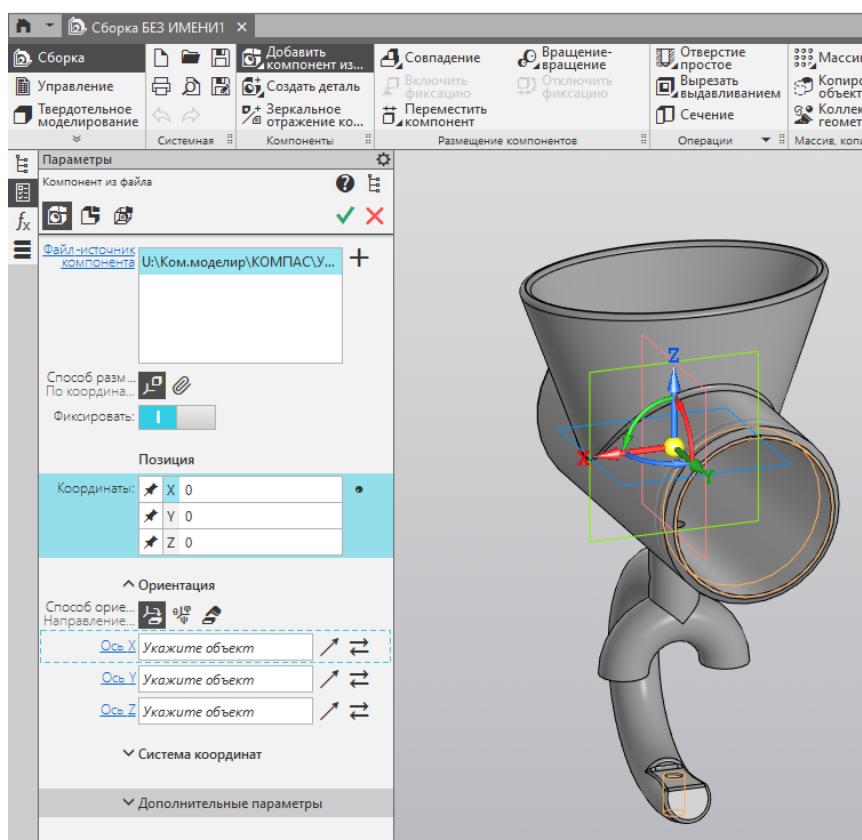 Сборка БЕЗ ИМЕНИ1
Сборка
Управление
Твердотельное
моделирование
Системная
Добавить
компонент из...
Создать деталь
Зеркальное
отражение ко...
Компоненты
Совпадение
Включить
фиксацию
Переместить
компонент
Вращение-
вращение
Отключить
фиксацию
Размещение компонентов
Отверстие
простое
Вырезать
выдавливанием
Сечение
Операции
Массив, копи
Параметры
Компонент из файла
Файл-источник
компонента
U:\Ком.моделир\КОМПАС\У...
Способ разм...
По координа...
Фиксировать:
Позиция
Координаты:
X 0
Y 0
Z 0
Ориентация
Способ орие...
Направление...
Ось X Укажите объект
Ось Y Укажите объект
Ось Z Укажите объект
Система координат
Дополнительные параметры
Z
X
Y